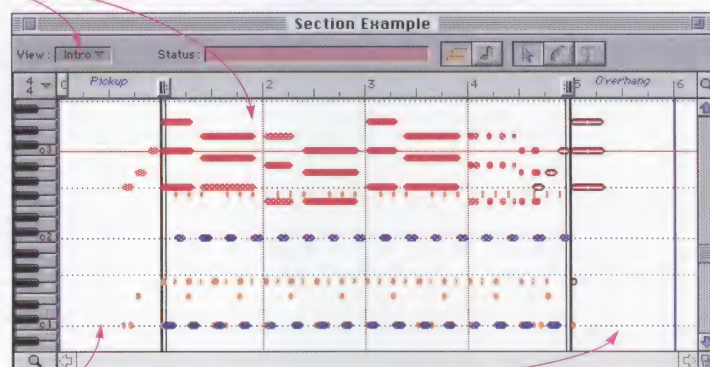 Section Example
View: Intro Status:
4 Pickup 2 3 4 5 Overhang 6
4
C3
C2
C1